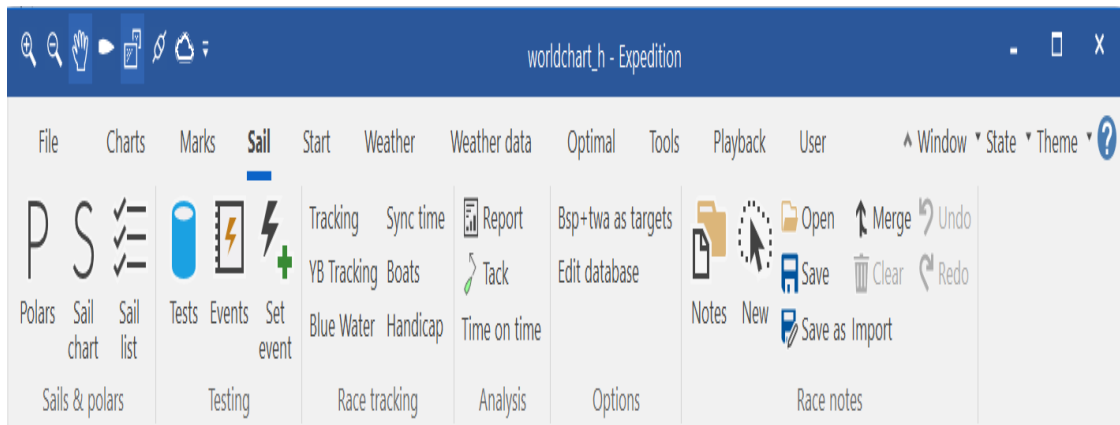 worldchart_h - Expedition
File Charts Marks Sail Start Weather Weather data Optimal Tools Playback User Window State Theme ?
P S Tracking Sync time Report Bsp+twa as targets Open Merge Undo
YB Tracking Boats Tack Edit database Save Clear Redo
Polars Sail chart Sail list Tests Events Set event Blue Water Handicap Time on time Notes New Save as Import
Sails & polars Testing Race tracking Analysis Options Race notes